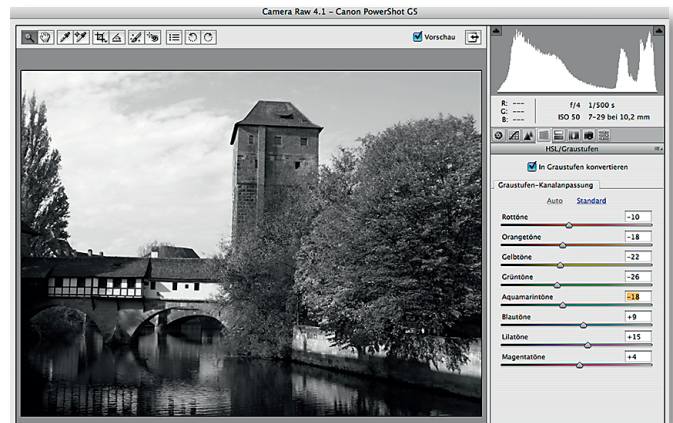 Camera Raw 4.1 – Canon PowerShot G5
Vorschau
R: ---
G: ---
B: ---
f/4 1/500 s
ISO 50 7-29 bei 10,2 mm
HSL/Graustufen
In Graustufen konvertieren
Graustufen-Kanalanpassung
Auto Standard
Rottöne -10
Orangetöne -18
Gelbtöne -22
Grüntöne -26
Aquamarintöne -18
Blautöne +9
Lilatöne +15
Magentatöne +4